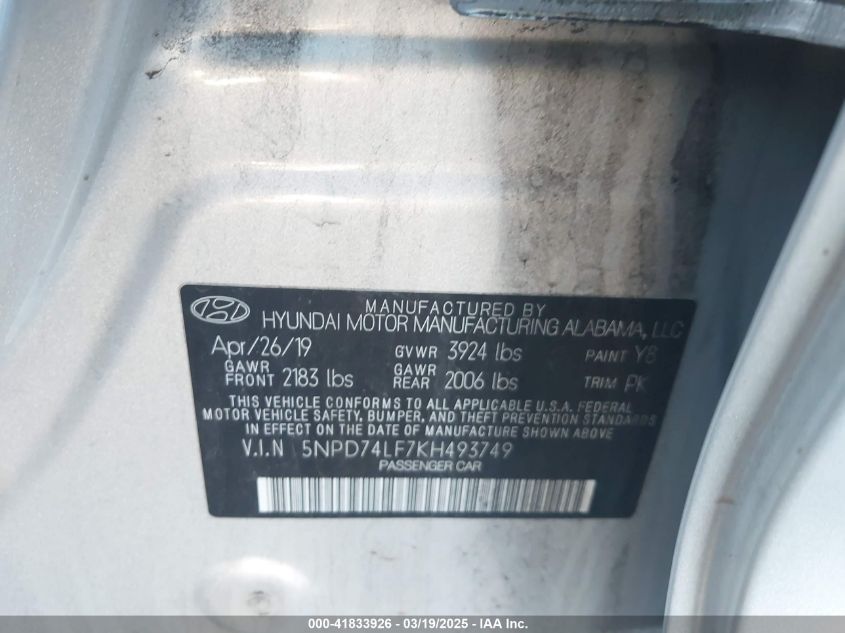 MANUFACTURED BY
HYUNDAI MOTOR MANUFACTURING ALABAMA, LLC
Apr/26/19 GVWR 3924 lbs PAINT Y8
GAWR FRONT 2183 lbs GAWR REAR 2006 lbs TRIM PK
THIS VEHICLE CONFORMS TO ALL APPLICABLE U.S.A. FEDERAL
MOTOR VEHICLE SAFETY, BUMPER, AND THEFT PREVENTION STANDARDS
IN EFFECT ON THE DATE OF MANUFACTURE SHOWN ABOVE
V.I.N 5NPD74LF7KH493749
PASSENGER CAR
000-41833926 - 03/19/2025 - IAA Inc.